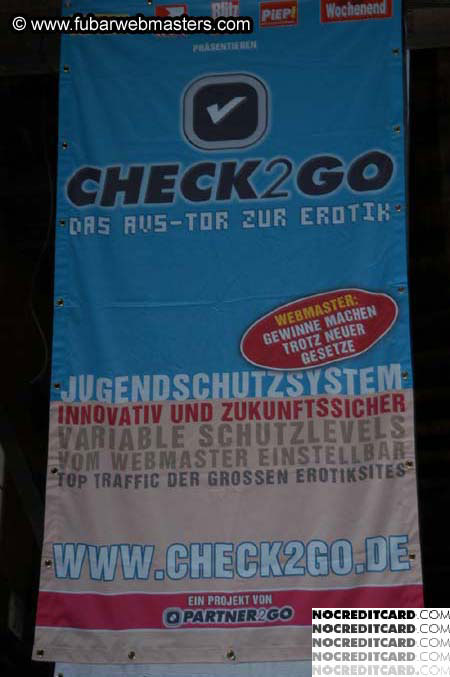 www.fubarwebmasters.com
Blitz PiEP! Wochenend
PRÄSENTIEREN
CHECK2GO
DAS AVS-TOR ZUR EROTIK
WEBMASTER:
GEWINNE MACHEN
TROTZ NEUER
GESETZE
JUGENDSCHUTZSYSTEM
INNOVATIV UND ZUKUNFTSSICHER
VARIABLE SCHUTZLEVELS
VOM WEBMASTER EINSTELLBAR
TOP TRAFFIC DER GROSSEN EROTIKSITES
WWW.CHECK2GO.DE
EIN PROJEKT VON
PARTNER2GO
NOCREDITCARD.COM
NOCREDITCARD.COM
NOCREDITCARD.COM
NOCREDITCARD.COM
NOCREDITCARD.COM